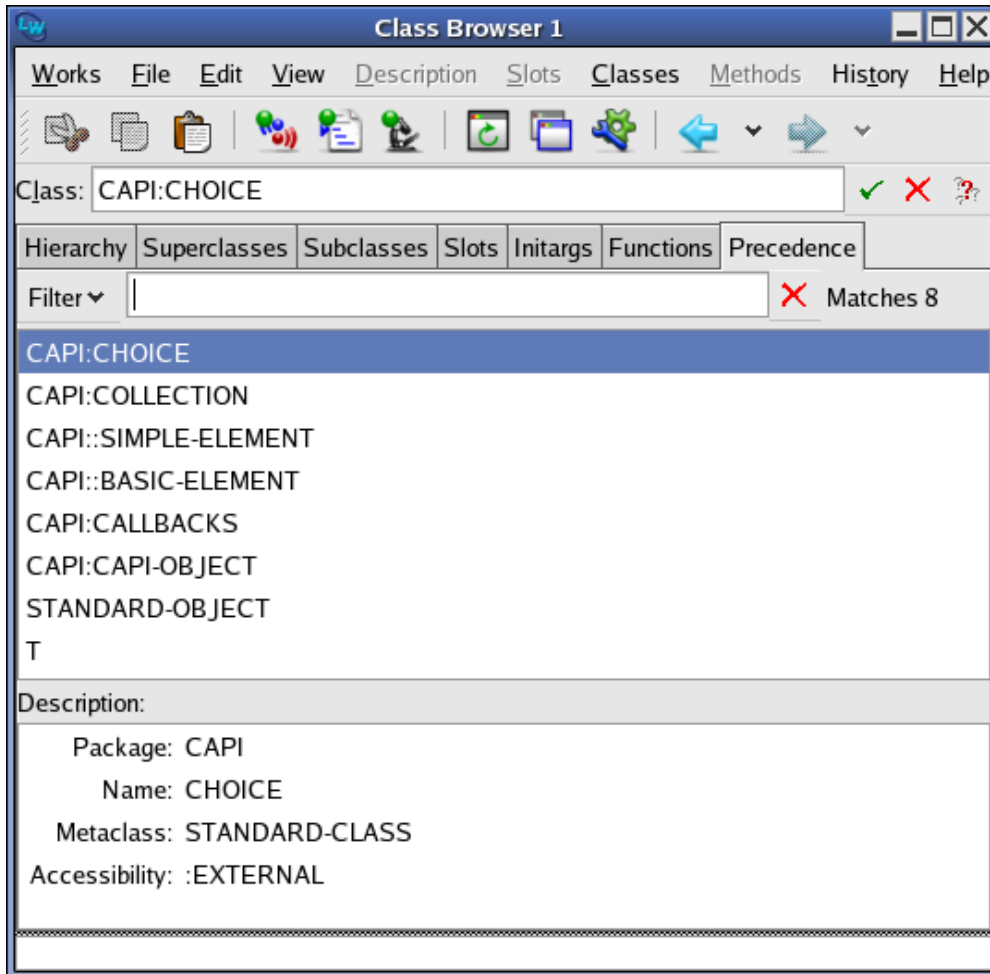 LW Class Browser 1
Works File Edit View Description Slots Classes Methods History Help
Class: CAPI:CHOICE
Hierarchy Superclasses Subclasses Slots Initargs Functions Precedence
Filter Matches 8
CAPI:CHOICE
CAPI:COLLECTION
CAPI::SIMPLE-ELEMENT
CAPI::BASIC-ELEMENT
CAPI:CALLBACKS
CAPI:CAPI-OBJECT
STANDARD-OBJECT
T
Description:
Package: CAPI
Name: CHOICE
Metaclass: STANDARD-CLASS
Accessibility: :EXTERNAL